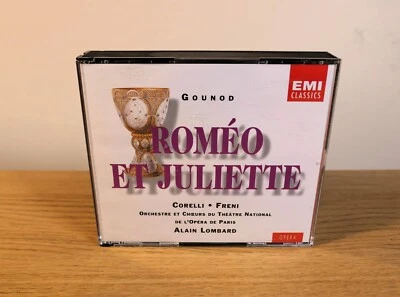 EMI
CLASSICS
GOUNOD
ROMÉO
ET JULIETTE
CORELLI • FRENI
ORCHESTRE ET CHŒURS DU THÉÂTRE NATIONAL
DE L'OPÉRA DE PARIS
ALAIN LOMBARD
OPERA